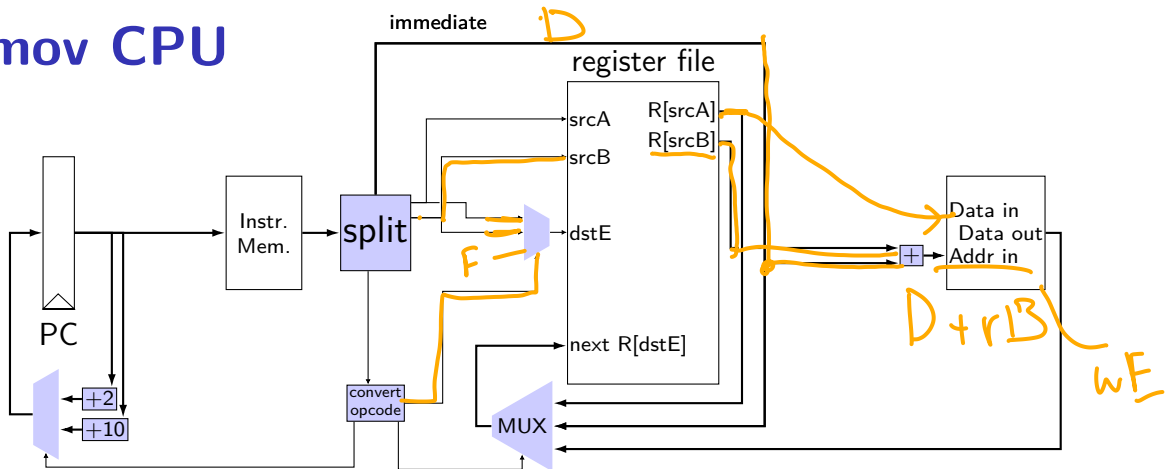 mov CPU
immediate
D
register file
srcA
R[srcA]
srcB
R[srcB]
Instr.
Mem.
split
dstE
F
Data in
Data out
Addr in
+
D + rB
wE
PC
next R[dstE]
convert
opcode
+2
+10
MUX